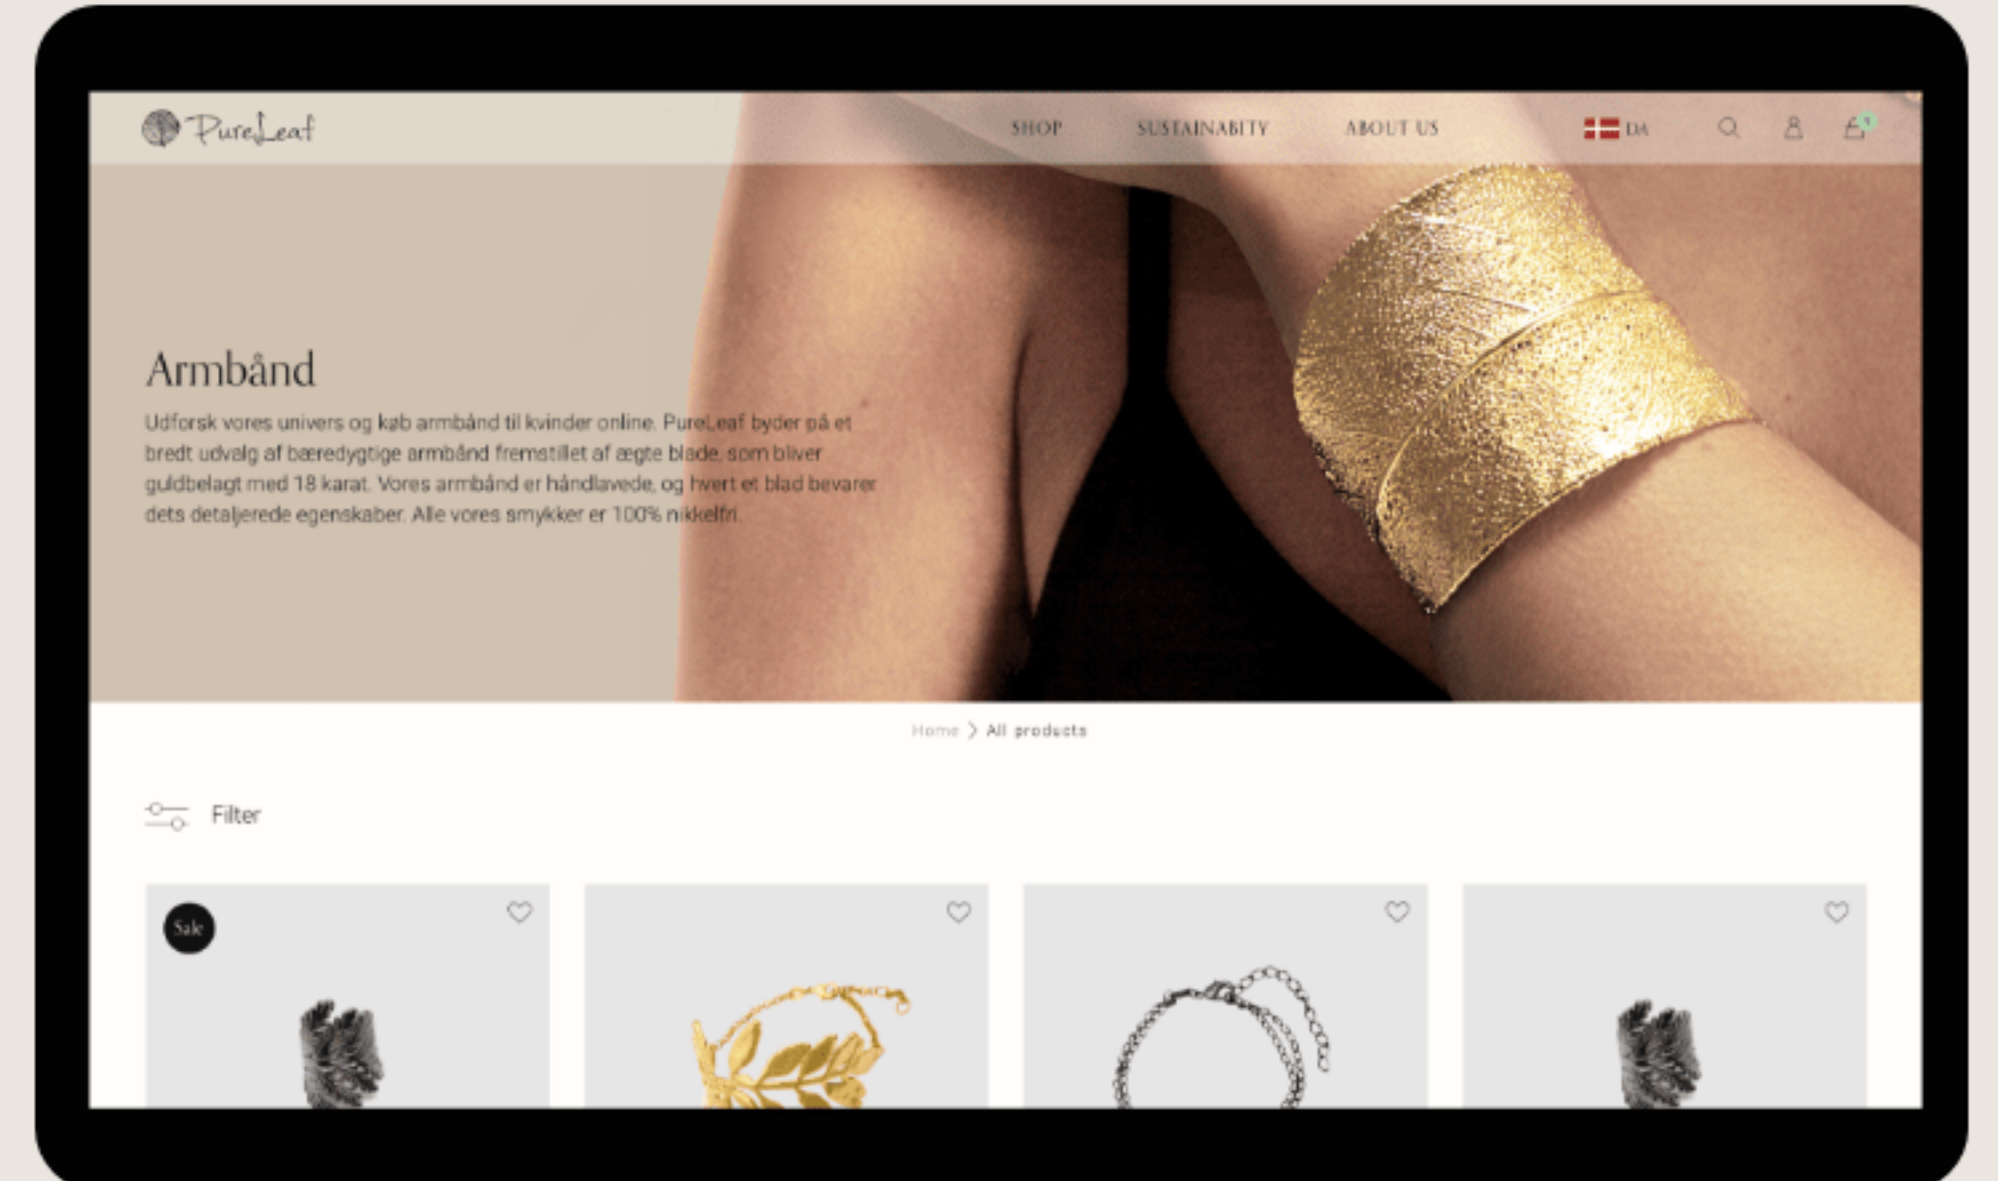 PureLeaf
SHOP SUSTAINABITY ABOUT US DA
Armbånd
Udforsk vores univers og køb armbånd til kvinder online. PureLeaf byder på et
bredt udvalg af bæredygtige armbånd fremstillet af ægte blade, som bliver
guldbelagt med 18 karat. Vores armbånd er håndlavede, og hvert et blad bevarer
dets detaljerede egenskaber. Alle vores smykker er 100% nikkelfri.
Home > All products
Filter
Sale